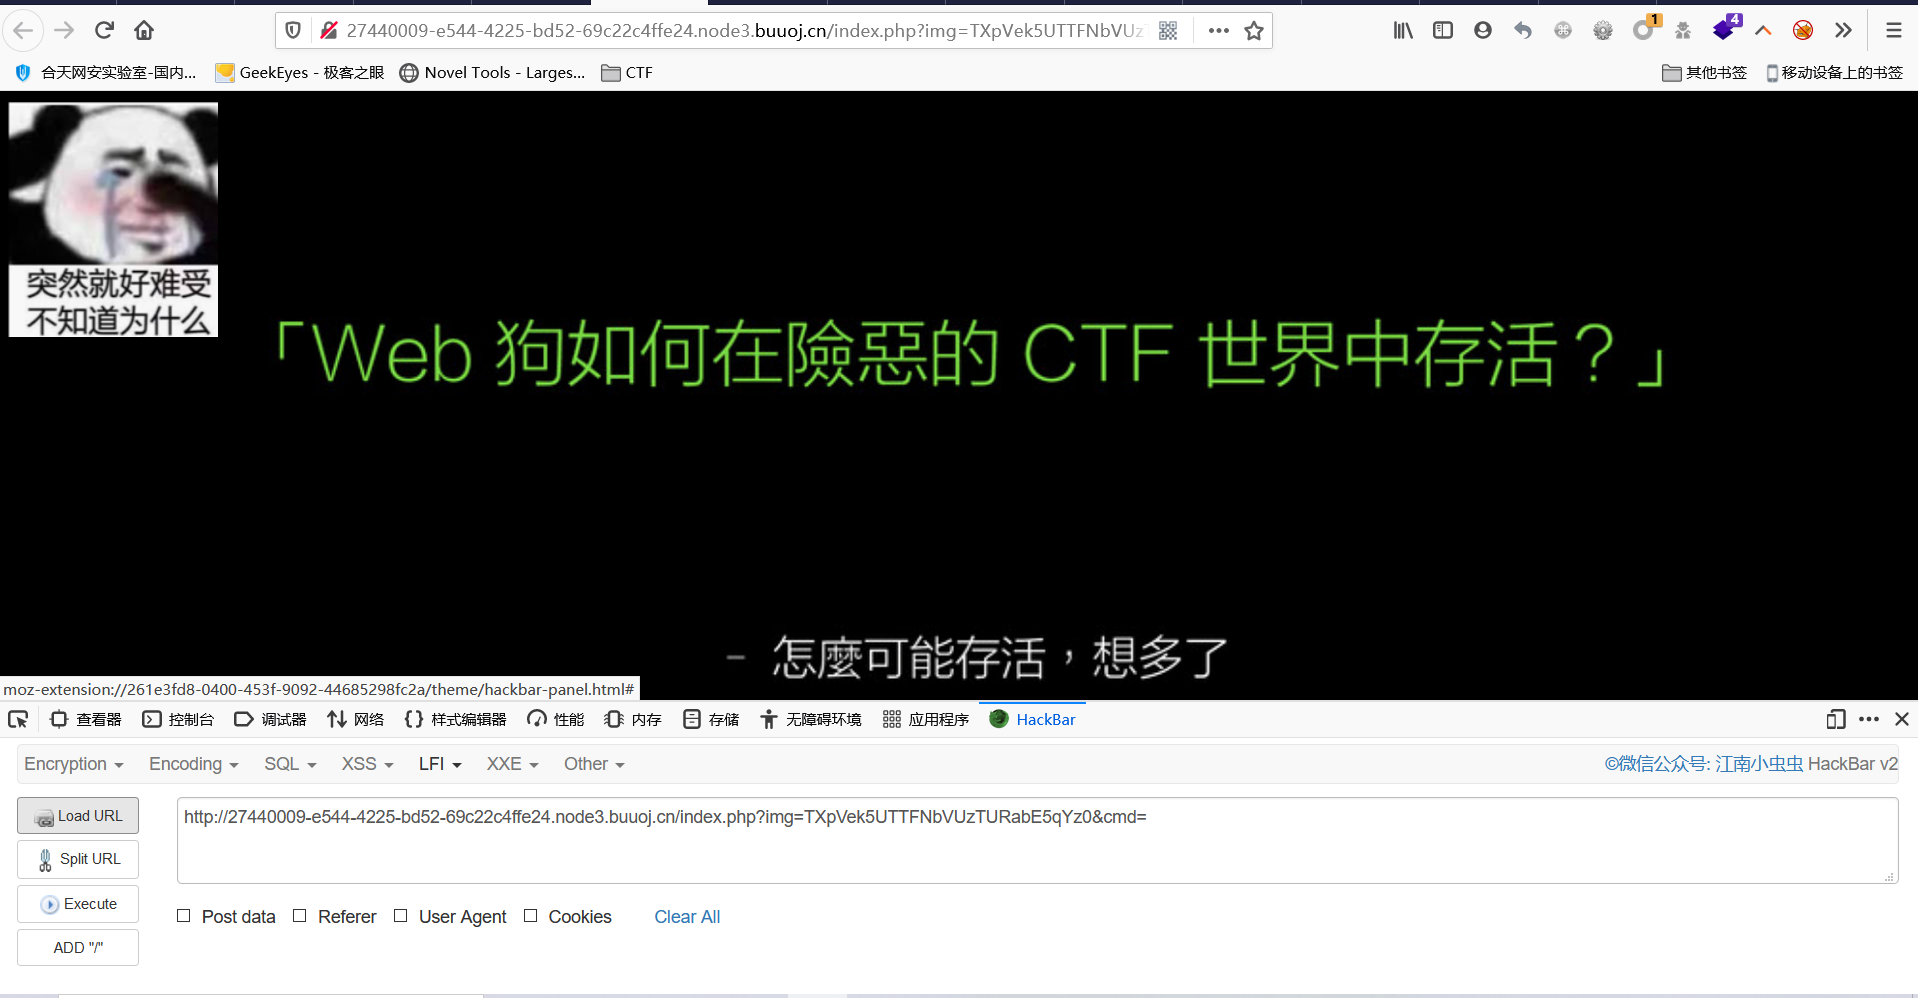 27440009-e544-4225-bd52-69c22c4ffe24.node3.buuoj.cn/index.php?img=TXpVek5UTTFNbVUz
1
4
合天网安实验室-国内... GeekEyes - 极客之眼 Novel Tools - Larges... CTF 其他书签 移动设备上的书签
突然就好难受
不知道为什么
「Web 狗如何在險惡的 CTF 世界中存活？」
- 怎麼可能存活，想多了
moz-extension://261e3fd8-0400-453f-9092-44685298fc2a/theme/hackbar-panel.html#
查看器 控制台 调试器 网络 样式编辑器 性能 内存 存储 无障碍环境 应用程序 HackBar
Encryption Encoding SQL XSS LFI XXE Other ©微信公众号: 江南小虫虫 HackBar v2
Load URL
Split URL
Execute
ADD "/"
http://27440009-e544-4225-bd52-69c22c4ffe24.node3.buuoj.cn/index.php?img=TXpVek5UTTFNbVUzTURabE5qYz0&cmd=
Post data Referer User Agent Cookies Clear All